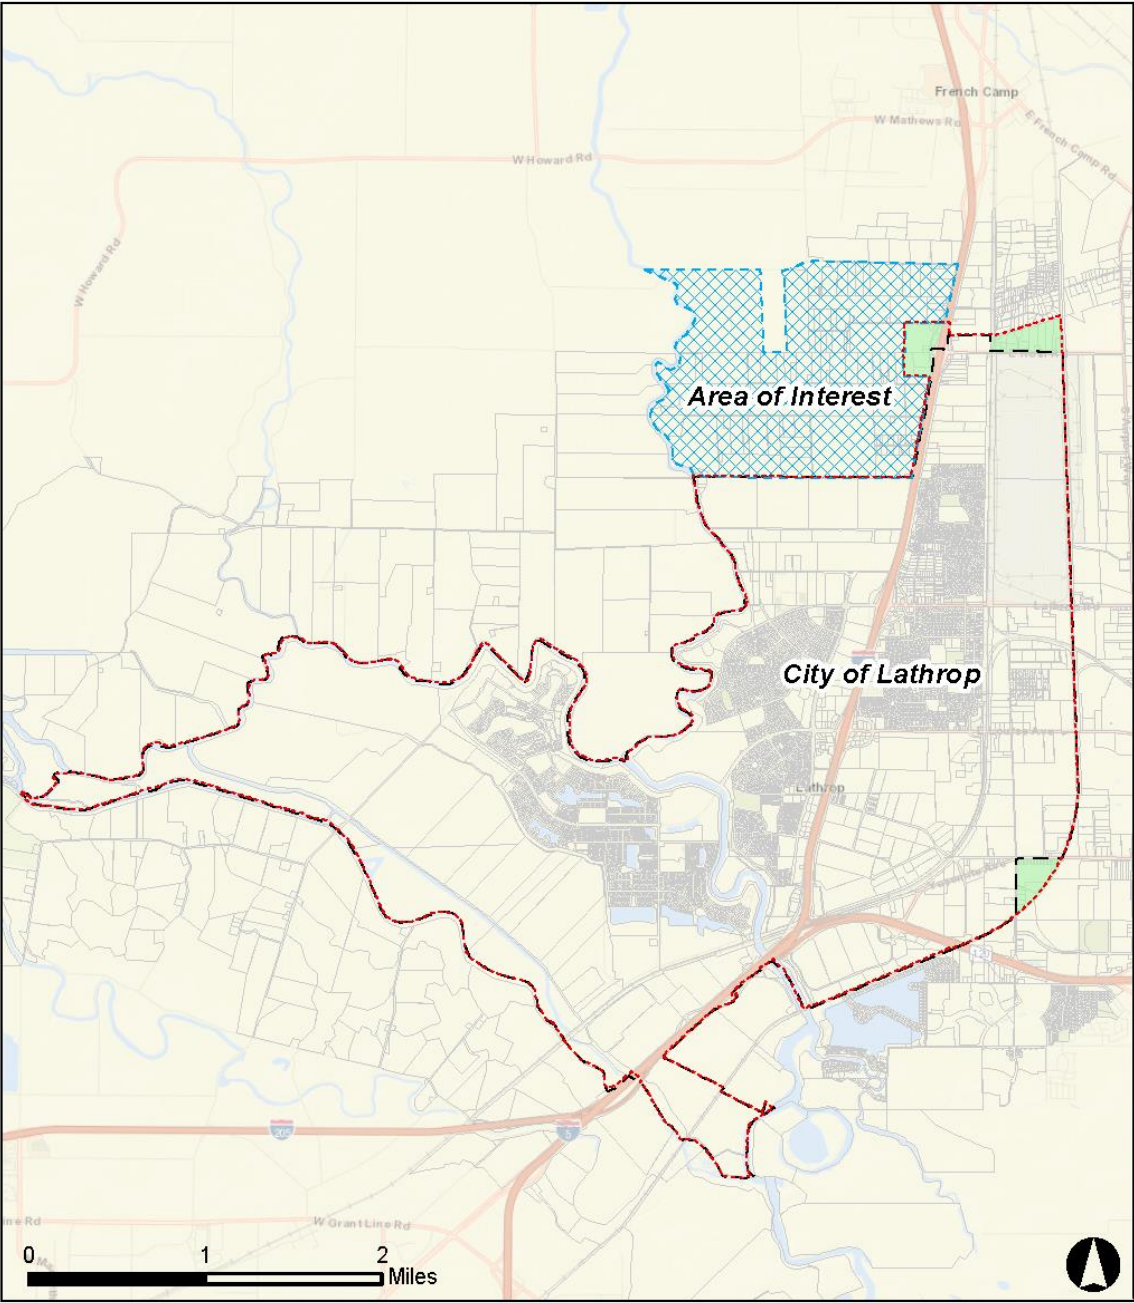 French Camp
W Mathews Rd
E French Camp Rd
W Howard Rd
W Howard Rd
Area of Interest
City of Lathrop
Lathrop
120
205
5
W Grant Line Rd
ine Rd
0 1 2
Miles